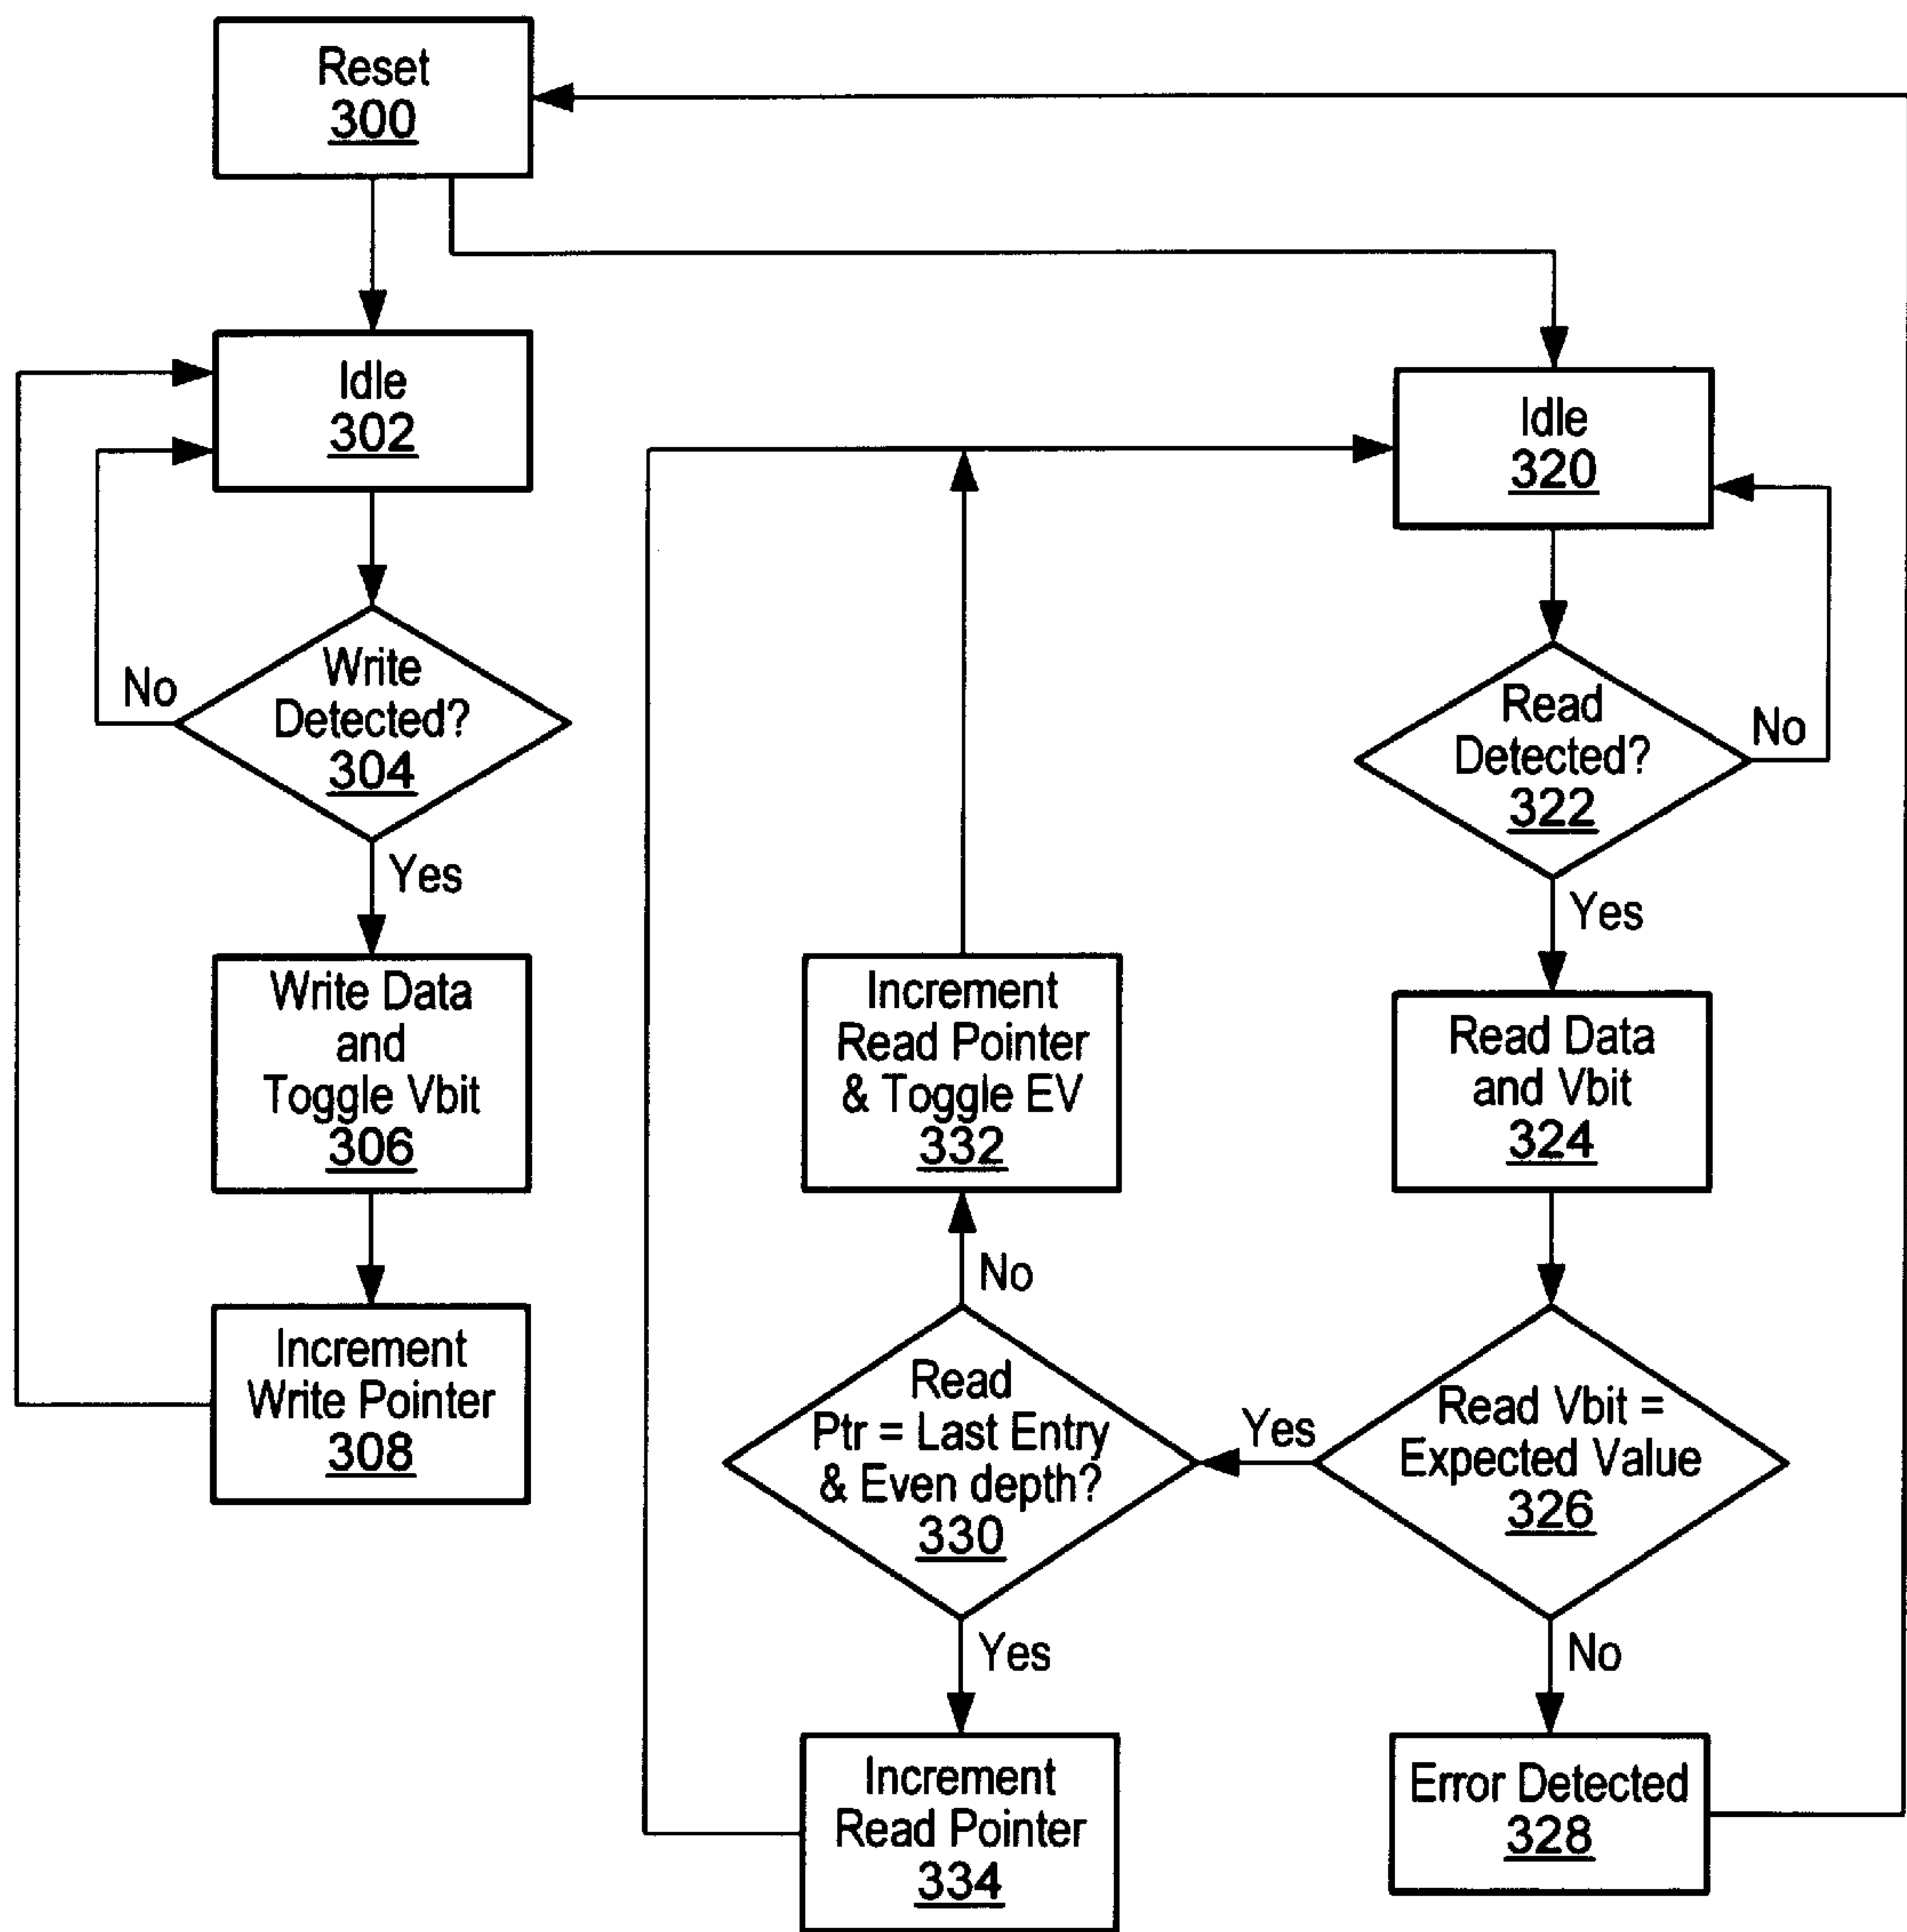 Reset
300
Idle
302
Write
Detected?
304
No
Yes
Write Data
and
Toggle Vbit
306
Increment
Write Pointer
308
Idle
320
Read
Detected?
322
No
Yes
Read Data
and Vbit
324
Read Vbit =
Expected Value
326
Yes
No
Error Detected
328
Read
Ptr = Last Entry
& Even depth?
330
No
Increment
Read Pointer
& Toggle EV
332
Yes
Increment
Read Pointer
334